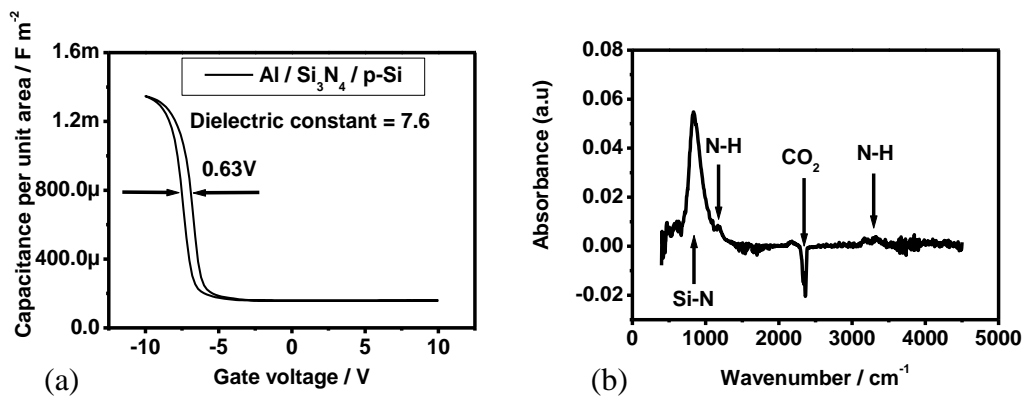 Capacitance per unit area / F m⁻²
1.6m
1.2m
800.0µ
400.0µ
0.0
Al / Si₃N₄ / p-Si
Dielectric constant = 7.6
0.63V
-10 -5 0 5 10
Gate voltage / V
(a)
Absorbance (a.u)
0.08
0.06
0.04
0.02
0.00
-0.02
N-H
CO₂
N-H
Si-N
0 1000 2000 3000 4000 5000
Wavenumber / cm⁻¹
(b)